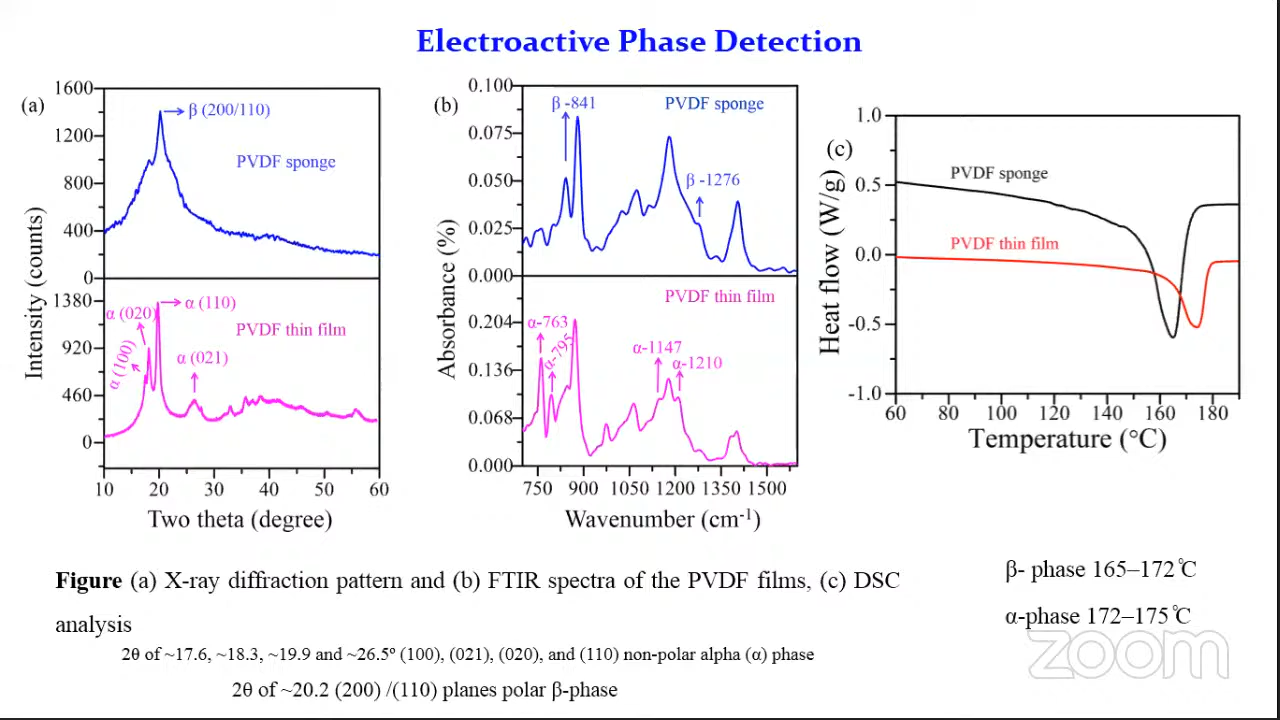 Electroactive Phase Detection
(a)
1600
1200
800
400
0
1380
920
460
0
10 20 30 40 50 60
Two theta (degree)
Intensity (counts)
β (200/110)
PVDF sponge
α (020)
α (110)
α (100)
α (021)
PVDF thin film
(b)
0.100
0.075
0.050
0.025
0.000
0.204
0.136
0.068
0.000
750 900 1050 1200 1350 1500
Wavenumber (cm-1)
Absorbance (%)
β -841
PVDF sponge
β -1276
PVDF thin film
α-763
α-795
α-1147
α-1210
(c)
1.0
0.5
0.0
-0.5
-1.0
60 80 100 120 140 160 180
Temperature (°C)
Heat flow (W/g)
PVDF sponge
PVDF thin film
Figure (a) X-ray diffraction pattern and (b) FTIR spectra of the PVDF films, (c) DSC
analysis
2θ of ~17.6, ~18.3, ~19.9 and ~26.5º (100), (021), (020), and (110) non-polar alpha (α) phase
2θ of ~20.2 (200) /(110) planes polar β-phase
β- phase 165–172℃
α-phase 172–175℃
zoom